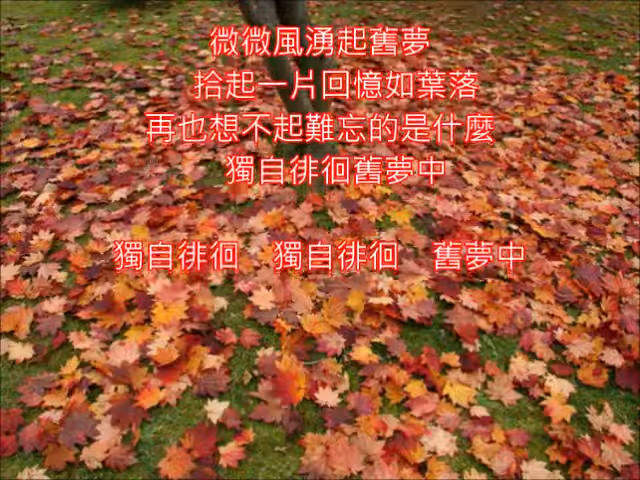 微微風湧起舊夢
拾起一片回憶如葉落
再也想不起難忘的是什麼
獨自徘徊舊夢中
獨自徘徊　獨自徘徊　舊夢中